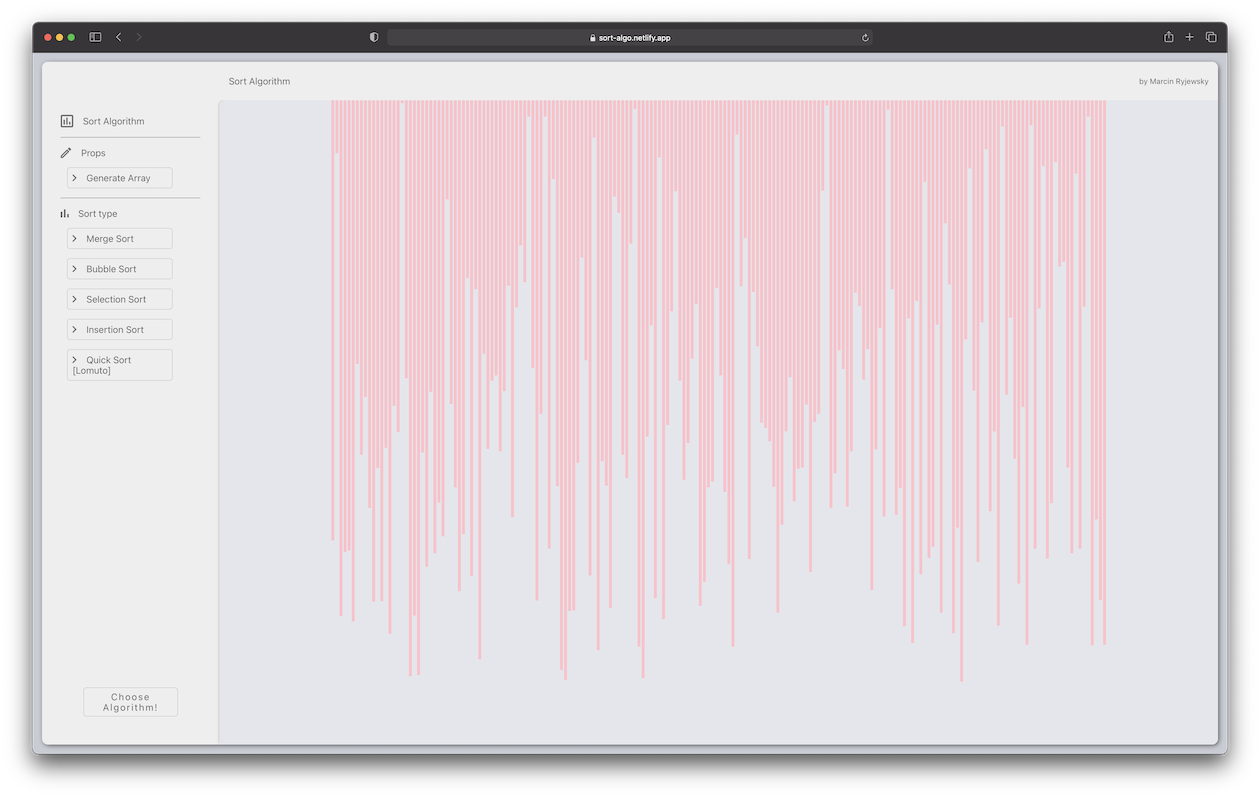 sort-algo.netlify.app
Sort Algorithm
by Marcin Ryjewsky
Sort Algorithm
Props
Generate Array
Sort type
Merge Sort
Bubble Sort
Selection Sort
Insertion Sort
Quick Sort
[Lomuto]
Choose
Algorithm!